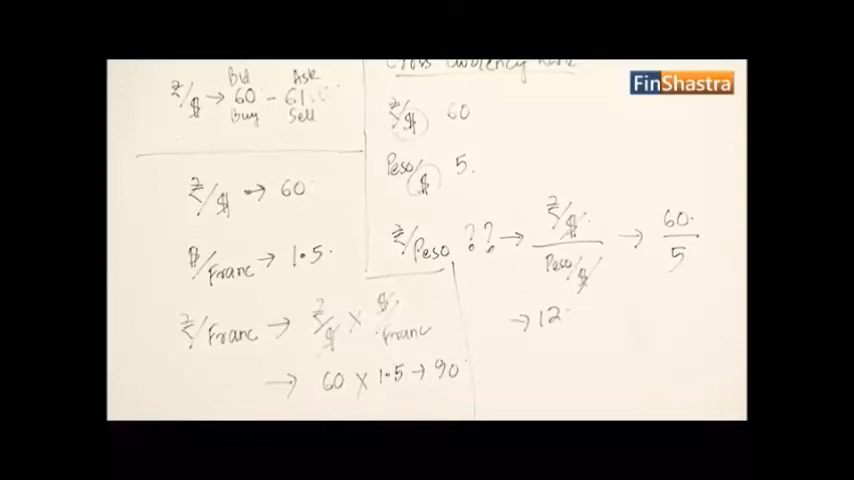 FinShastra
Bid Ask
₹/$ → 60 - 61
Buy Sell
₹/$ → 60
$/Franc → 1.5
₹/Franc → ₹/$ × $/Franc
→ 60 × 1.5 → 90
Cross Currency
₹/$ 60
Peso/$ 5
₹/Peso ?? → ₹/$ / Peso/$ → 60/5
→ 12